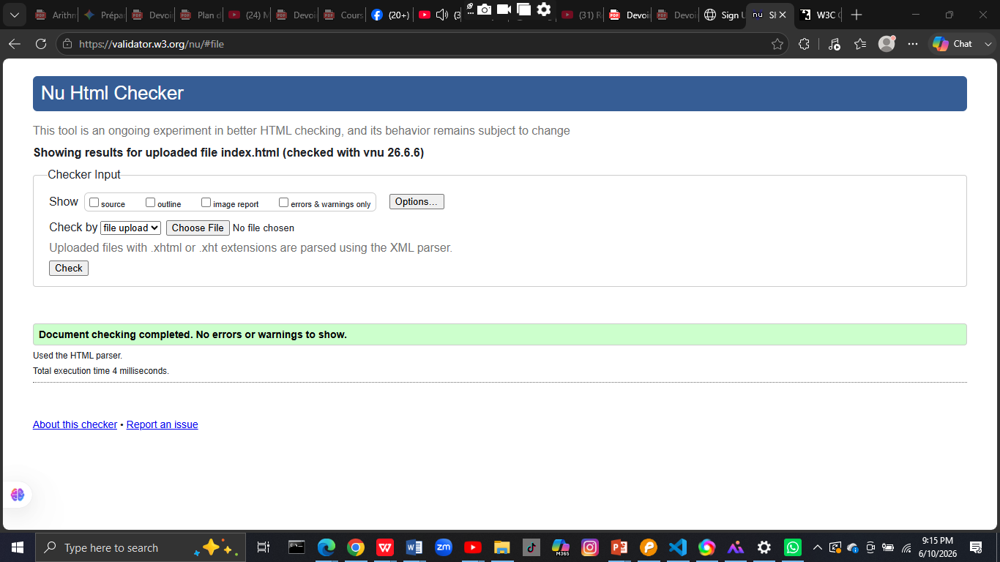 Arithm
Prépa
Devoi
Plan d
(24) M
Devoi
Cours
(20+)
(3
(31) R
Devoi
Devoi
Sign U
nu
W3C (
https://validator.w3.org/nu/#file
Chat
Nu Html Checker
This tool is an ongoing experiment in better HTML checking, and its behavior remains subject to change
Showing results for uploaded file index.html (checked with vnu 26.6.6)
Checker Input
Show source outline image report errors & warnings only Options...
Check by file upload Choose File No file chosen
Uploaded files with .xhtml or .xht extensions are parsed using the XML parser.
Check
Document checking completed. No errors or warnings to show.
Used the HTML parser.
Total execution time 4 milliseconds.
About this checker • Report an issue
Type here to search
zm
M365
9:15 PM
6/10/2026